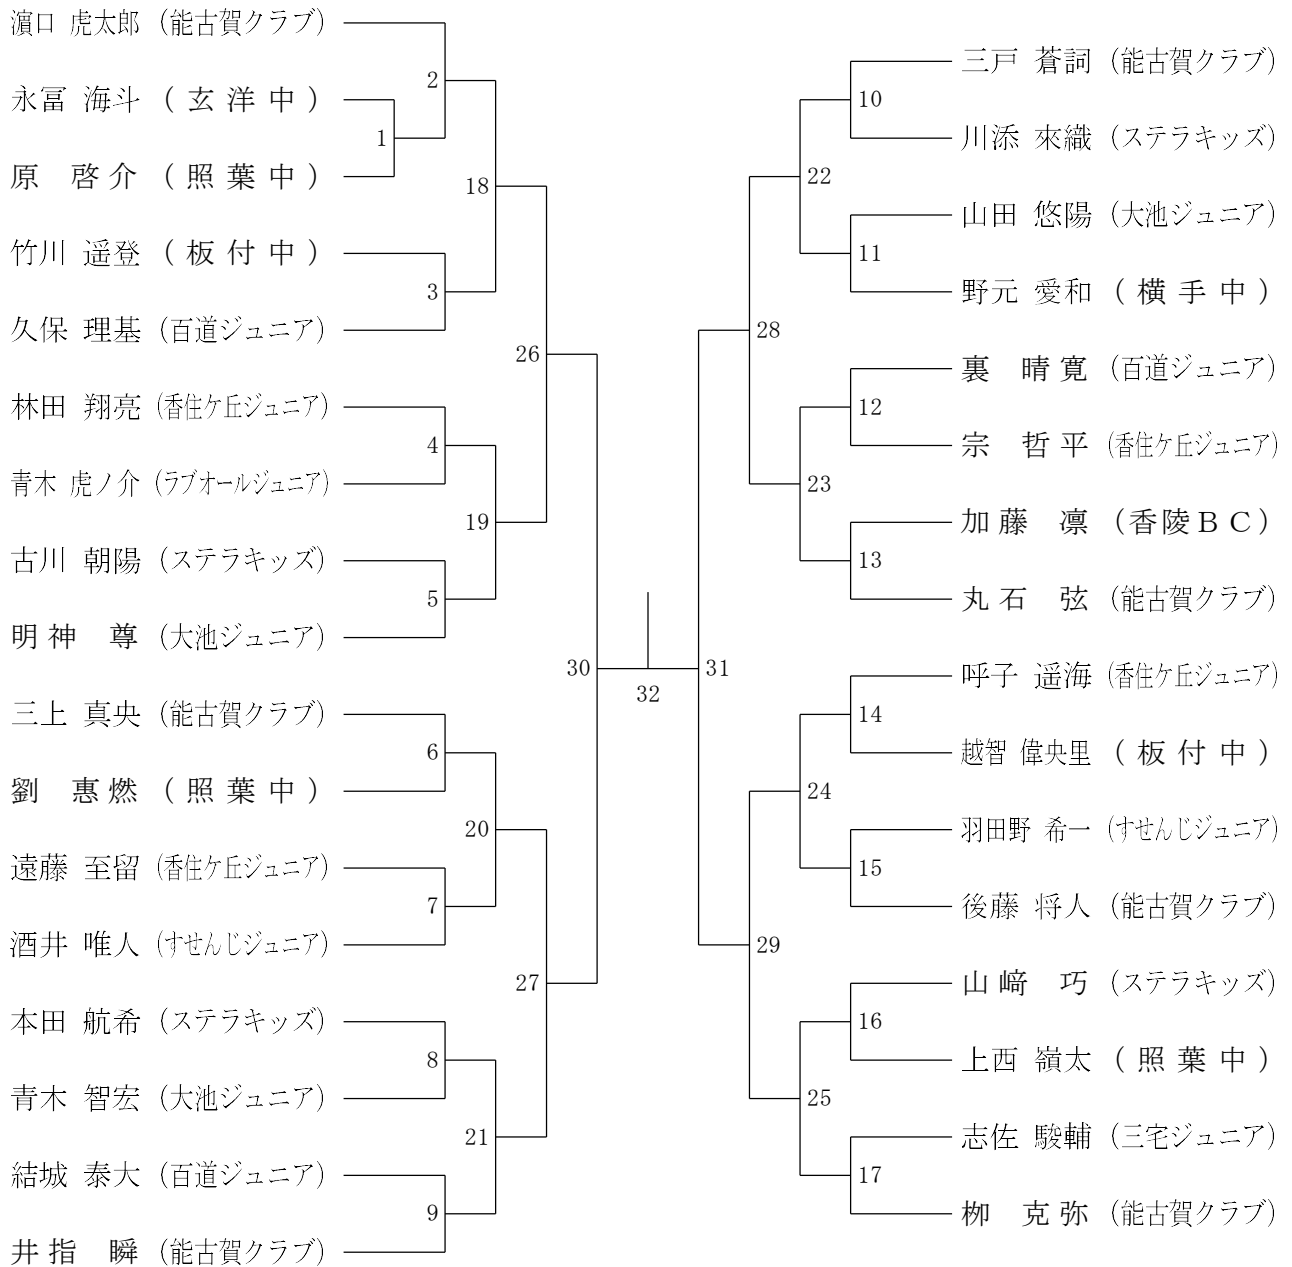 濵口 虎太郎 (能古賀クラブ)
永冨 海斗 ( 玄 洋 中 )
原 啓介 ( 照 葉 中 )
竹川 遥登 ( 板 付 中 )
久保 理基 (百道ジュニア)
林田 翔亮 (香住ケ丘ジュニア)
青木 虎ノ介 (ラブオールジュニア)
古川 朝陽 (ステラキッズ)
明神 尊 (大池ジュニア)
三上 真央 (能古賀クラブ)
劉 惠燃 ( 照 葉 中 )
遠藤 至留 (香住ケ丘ジュニア)
酒井 唯人 (すせんじジュニア)
本田 航希 (ステラキッズ)
青木 智宏 (大池ジュニア)
結城 泰大 (百道ジュニア)
井指 瞬 (能古賀クラブ)
1
2
3
4
5
6
7
8
9
18
19
20
21
26
27
30
32
31
28
29
22
23
24
25
10
11
12
13
14
15
16
17
三戸 蒼詞 (能古賀クラブ)
川添 來織 (ステラキッズ)
山田 悠陽 (大池ジュニア)
野元 愛和 ( 横 手 中 )
裏 晴寛 (百道ジュニア)
宗 哲平 (香住ケ丘ジュニア)
加藤 凛 (香陵ＢＣ)
丸石 弦 (能古賀クラブ)
呼子 遥海 (香住ケ丘ジュニア)
越智 偉央里 ( 板 付 中 )
羽田野 希一 (すせんじジュニア)
後藤 将人 (能古賀クラブ)
山﨑 巧 (ステラキッズ)
上西 嶺太 ( 照 葉 中 )
志佐 駿輔 (三宅ジュニア)
栁 克弥 (能古賀クラブ)